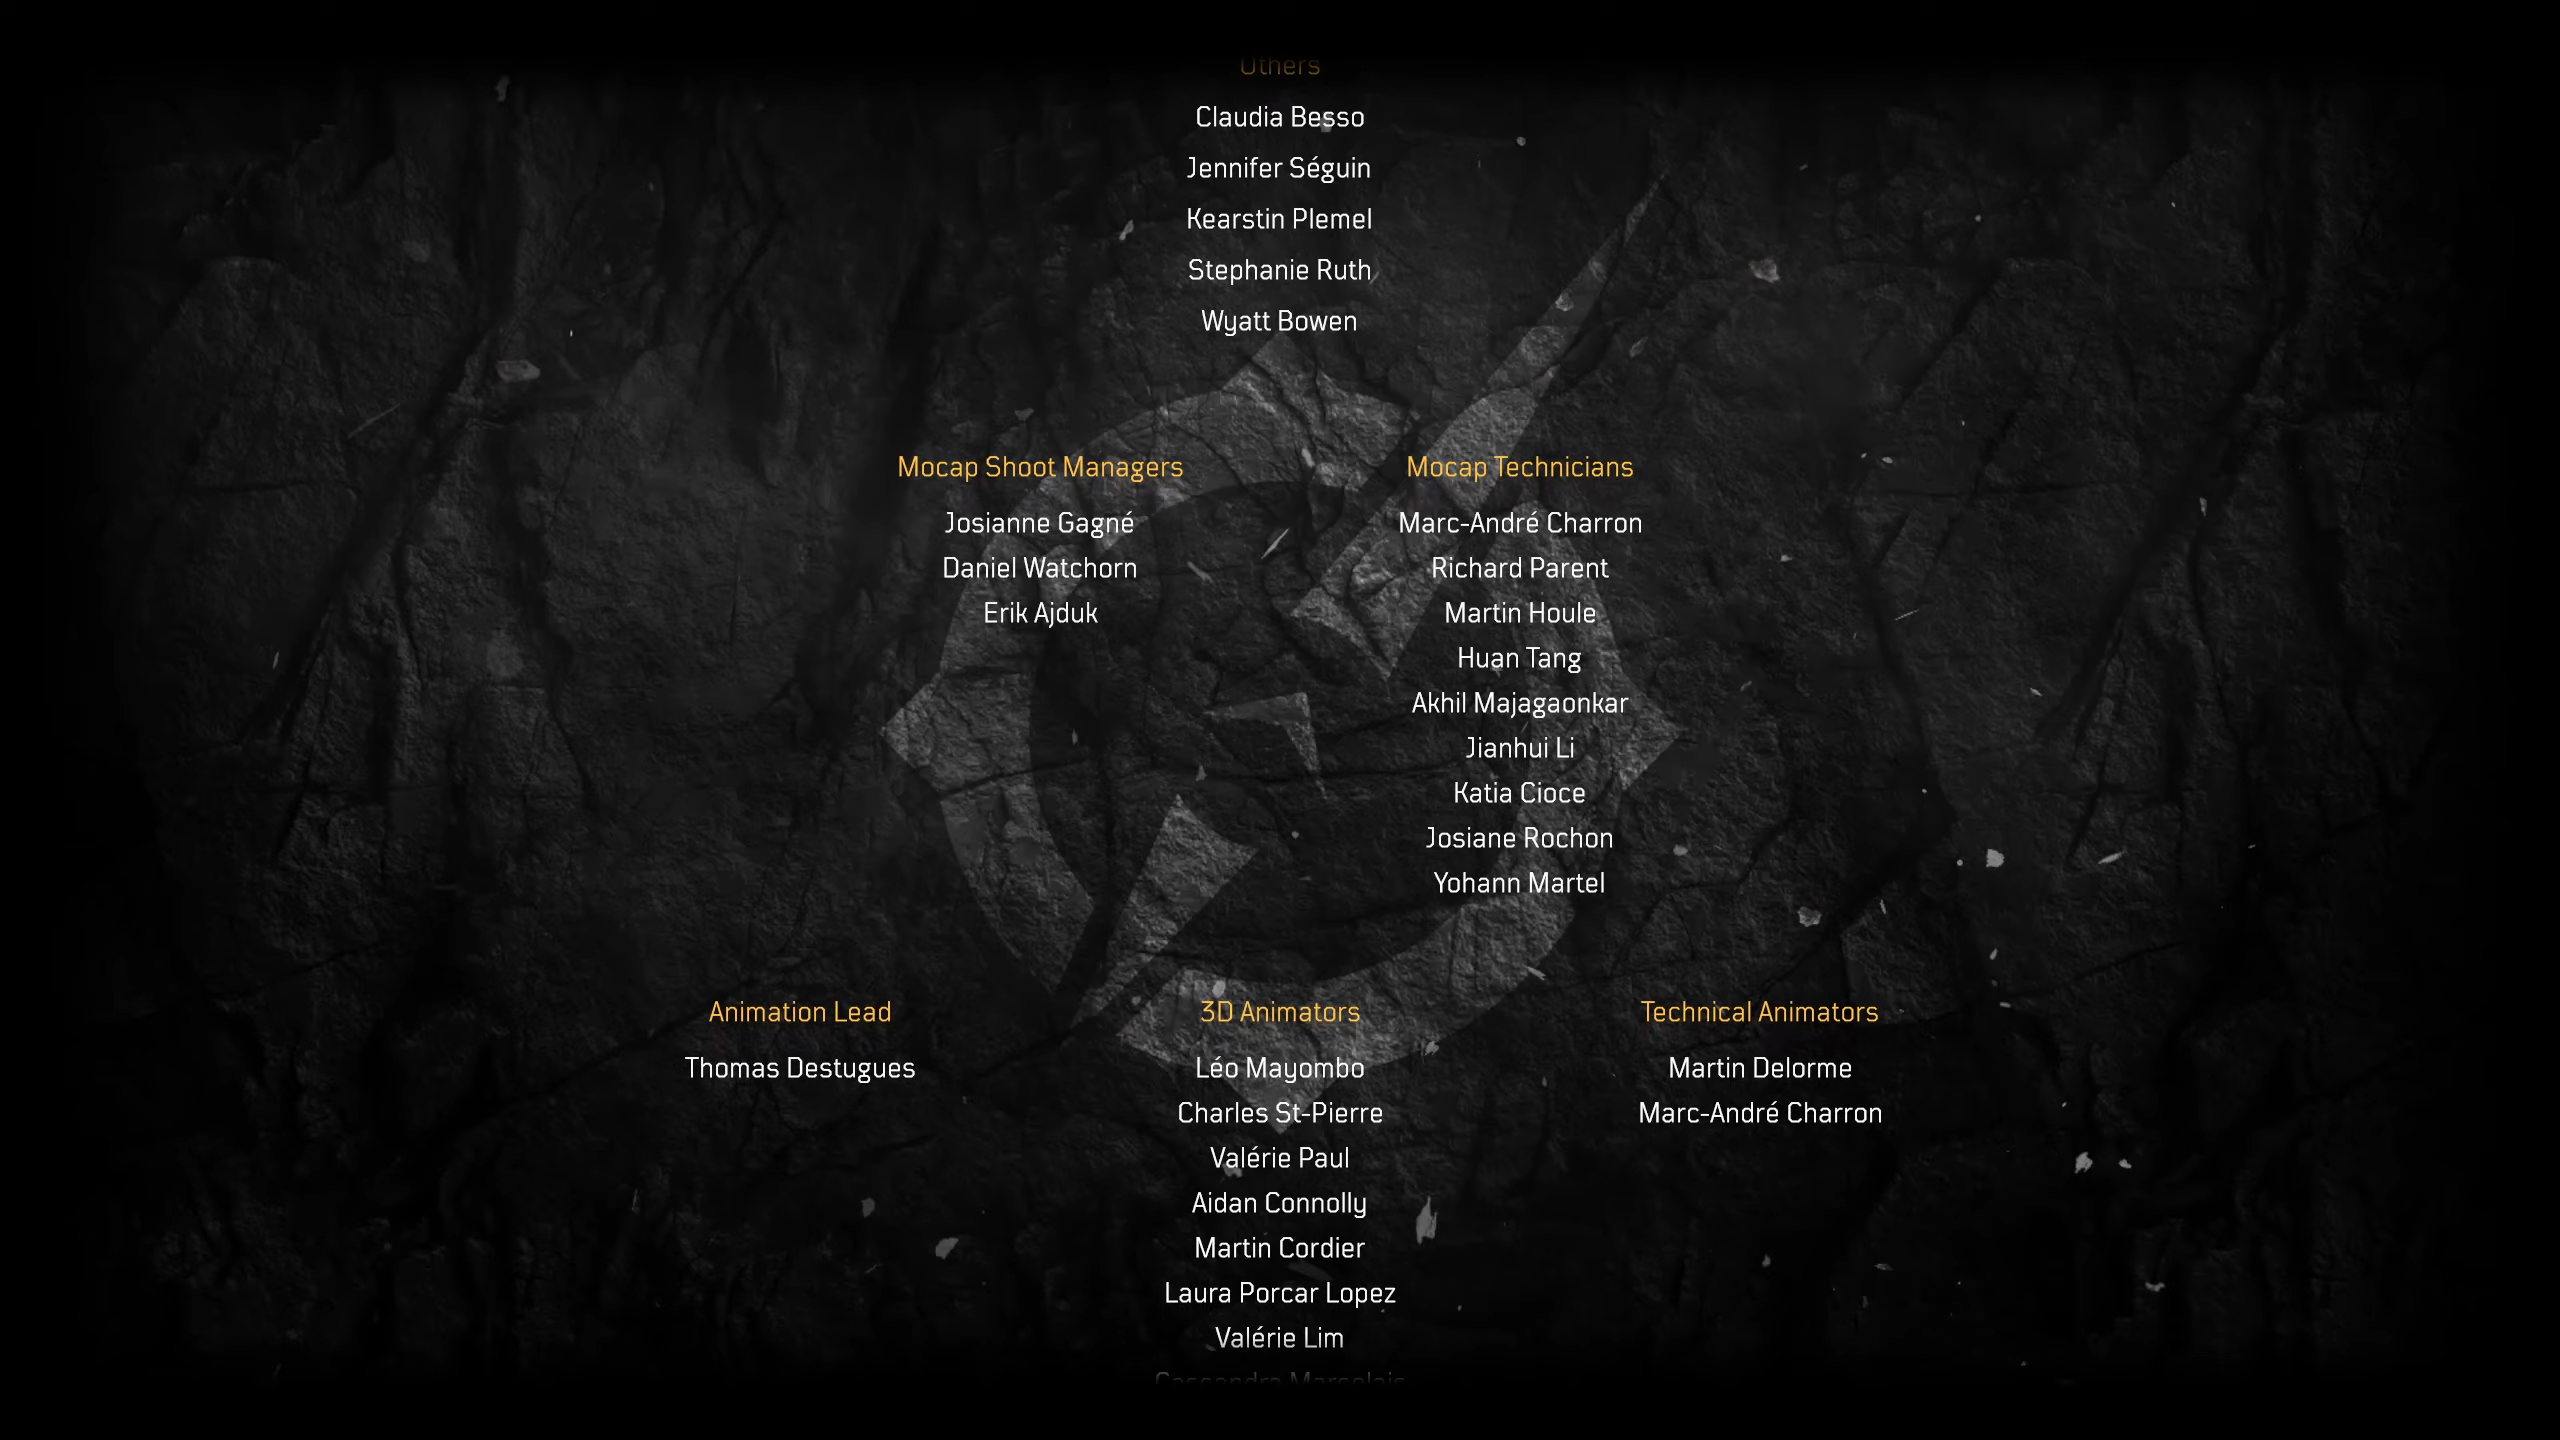 Others
Claudia Besso
Jennifer Séguin
Kearstin Plemel
Stephanie Ruth
Wyatt Bowen
Mocap Shoot Managers
Josianne Gagné
Daniel Watchorn
Erik Ajduk
Mocap Technicians
Marc-André Charron
Richard Parent
Martin Houle
Huan Tang
Akhil Majagaonkar
Jianhui Li
Katia Cioce
Josiane Rochon
Yohann Martel
Animation Lead
Thomas Destugues
3D Animators
Léo Mayombo
Charles St-Pierre
Valérie Paul
Aidan Connolly
Martin Cordier
Laura Porcar Lopez
Valérie Lim
Technical Animators
Martin Delorme
Marc-André Charron